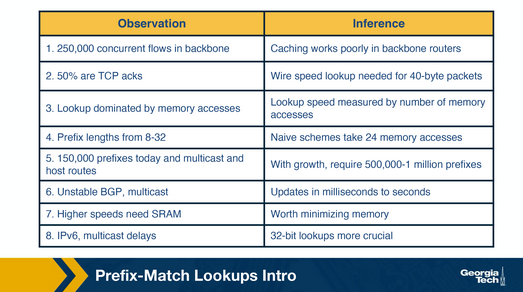 Observation
Inference
1. 250,000 concurrent flows in backbone
Caching works poorly in backbone routers
2. 50% are TCP acks
Wire speed lookup needed for 40-byte packets
3. Lookup dominated by memory accesses
Lookup speed measured by number of memory
accesses
4. Prefix lengths from 8-32
Naive schemes take 24 memory accesses
5. 150,000 prefixes today and multicast and
host routes
With growth, require 500,000-1 million prefixes
6. Unstable BGP, multicast
Updates in milliseconds to seconds
7. Higher speeds need SRAM
Worth minimizing memory
8. IPv6, multicast delays
32-bit lookups more crucial
Prefix-Match Lookups Intro
Georgia
Tech